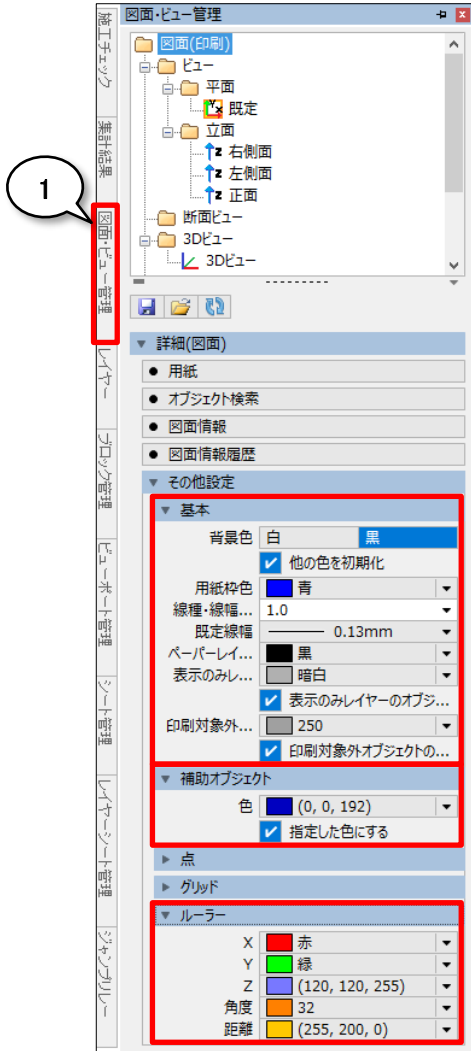 図面・ビュー管理
施工チェック
集計結果
1
図面・ビュー管理
レイヤー
ブロック管理
ビューポート管理
シート管理
レイヤーシート管理
ジャンプリレー
図面(印刷)
ビュー
平面
既定
立面
右側面
左側面
正面
断面ビュー
3Dビュー
3Dビュー
詳細(図面)
用紙
オブジェクト検索
図面情報
図面情報履歴
その他設定
基本
背景色 白 黒
他の色を初期化
用紙枠色 青
線種・線幅... 1.0
既定線幅 0.13mm
ペーパーレイ... 黒
表示のみレ... 暗白
表示のみレイヤーのオブジ...
印刷対象外... 250
印刷対象外オブジェクトの...
補助オブジェクト
色 (0, 0, 192)
指定した色にする
点
グリッド
ルーラー
X 赤
Y 緑
Z (120, 120, 255)
角度 32
距離 (255, 200, 0)